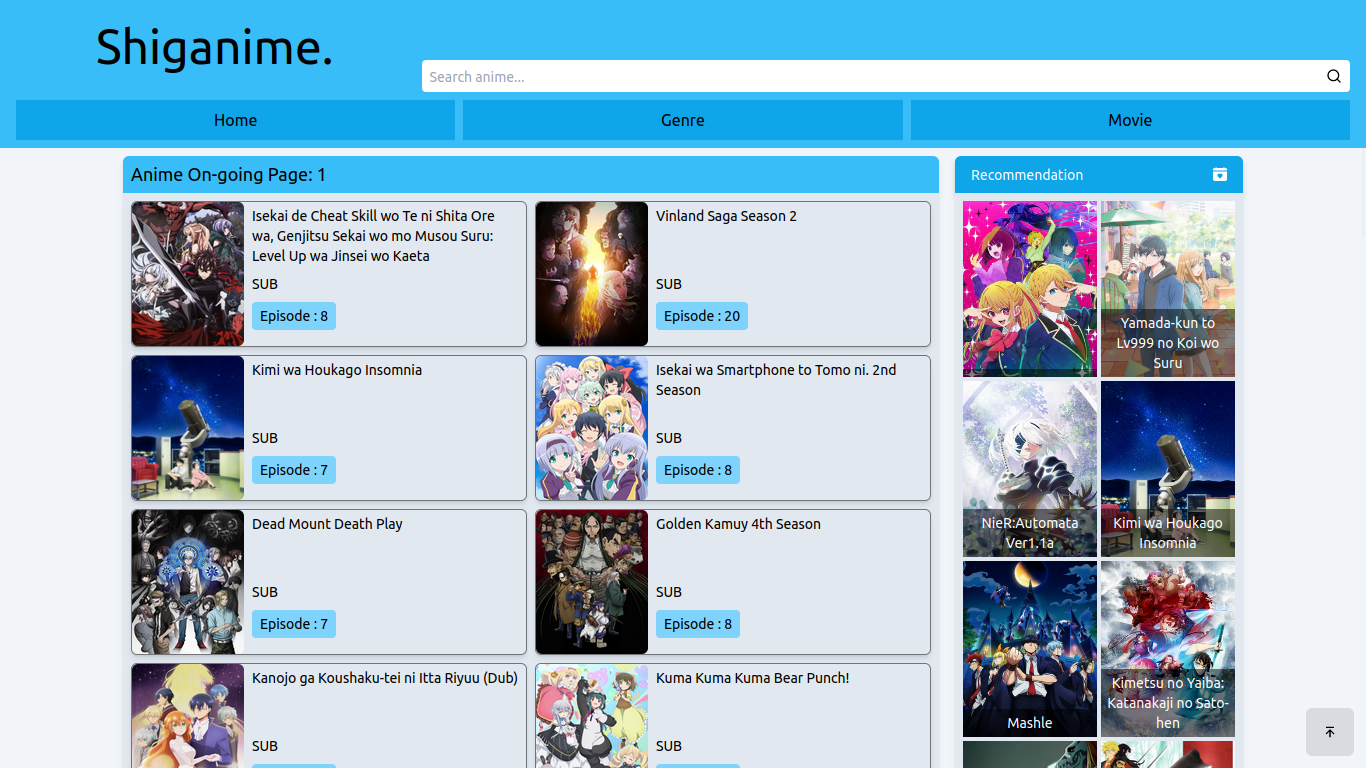 Shiganime.
Search anime...
Home
Genre
Movie
Anime On-going Page: 1
Isekai de Cheat Skill wo Te ni Shita Ore
wa, Genjitsu Sekai wo mo Musou Suru:
Level Up wa Jinsei wo Kaeta
SUB
Episode : 8
Vinland Saga Season 2
SUB
Episode : 20
Kimi wa Houkago Insomnia
SUB
Episode : 7
Isekai wa Smartphone to Tomo ni. 2nd
Season
SUB
Episode : 8
Dead Mount Death Play
SUB
Episode : 7
Golden Kamuy 4th Season
SUB
Episode : 8
Kanojo ga Koushaku-tei ni Itta Riyuu (Dub)
SUB
Kuma Kuma Kuma Bear Punch!
SUB
Recommendation
Yamada-kun to
Lv999 no Koi wo
Suru
NieR:Automata
Ver1.1a
Kimi wa Houkago
Insomnia
Mashle
Kimetsu no Yaiba:
Katanakaji no Sato-
hen